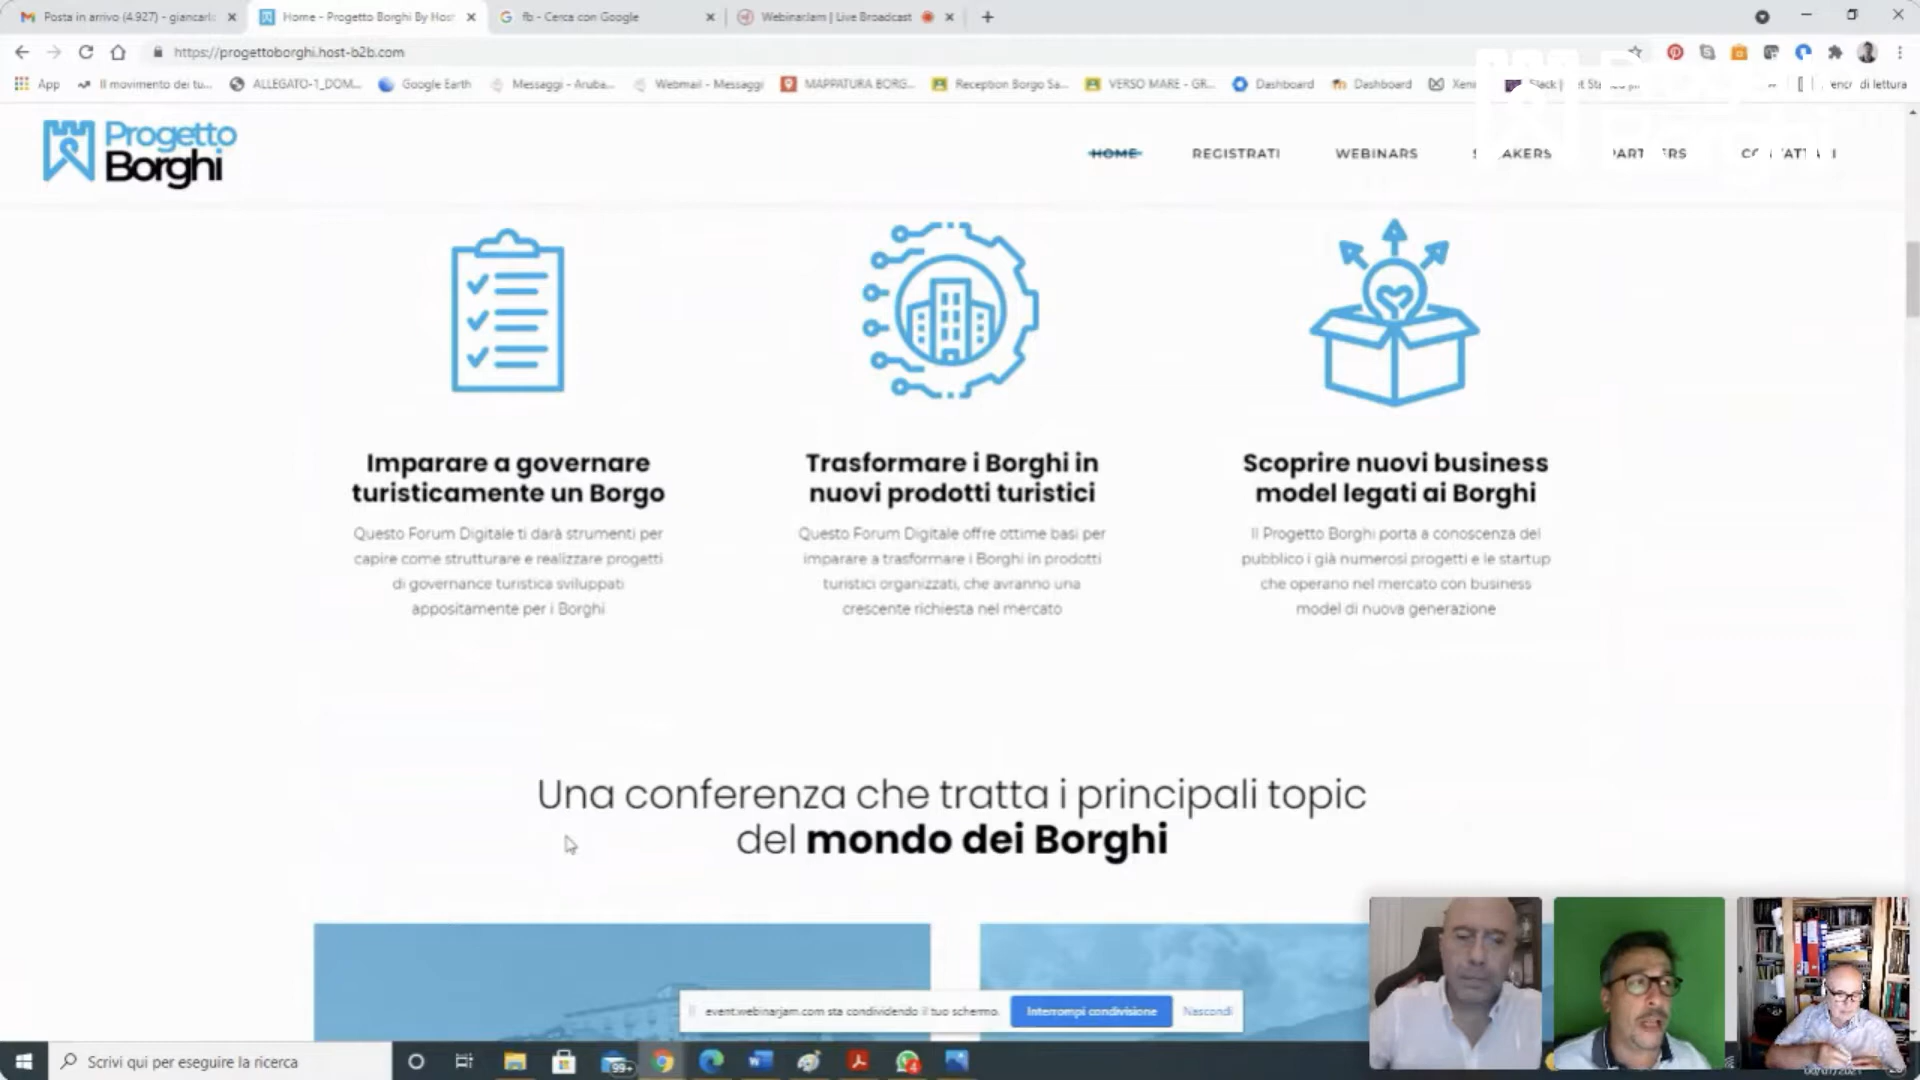 Posta in arrivo (4.927) - giancarl
Home - Progetto Borghi By Host
fb - Cerca con Google
WebinarJam | Live Broadcast
https://progettoborghi.host-b2b.com
App
Il movimento dei tu...
ALLEGATO-1_DOM...
Google Earth
Messaggi - Aruba...
Webmail - Messaggi
MAPPATURA BORG...
Reception Borgo Sa...
VERSO MARE - GR...
Dashboard
Dashboard
di lettura
Progetto
Borghi
HOME
REGISTRATI
WEBINARS
Imparare a governare
turisticamente un Borgo
Questo Forum Digitale ti darà strumenti per
capire come strutturare e realizzare progetti
di governance turistica sviluppati
appositamente per i Borghi
Trasformare i Borghi in
nuovi prodotti turistici
Questo Forum Digitale offre ottime basi per
imparare a trasformare i Borghi in prodotti
turistici organizzati, che avranno una
crescente richiesta nel mercato
Scoprire nuovi business
model legati ai Borghi
Il Progetto Borghi porta a conoscenza del
pubblico i già numerosi progetti e le startup
che operano nel mercato con business
model di nuova generazione
Una conferenza che tratta i principali topic
del mondo dei Borghi
event.webinarjam.com sta condividendo il tuo schermo.
Interrompi condivisione
Nascondi
Scrivi qui per eseguire la ricerca
99+
4